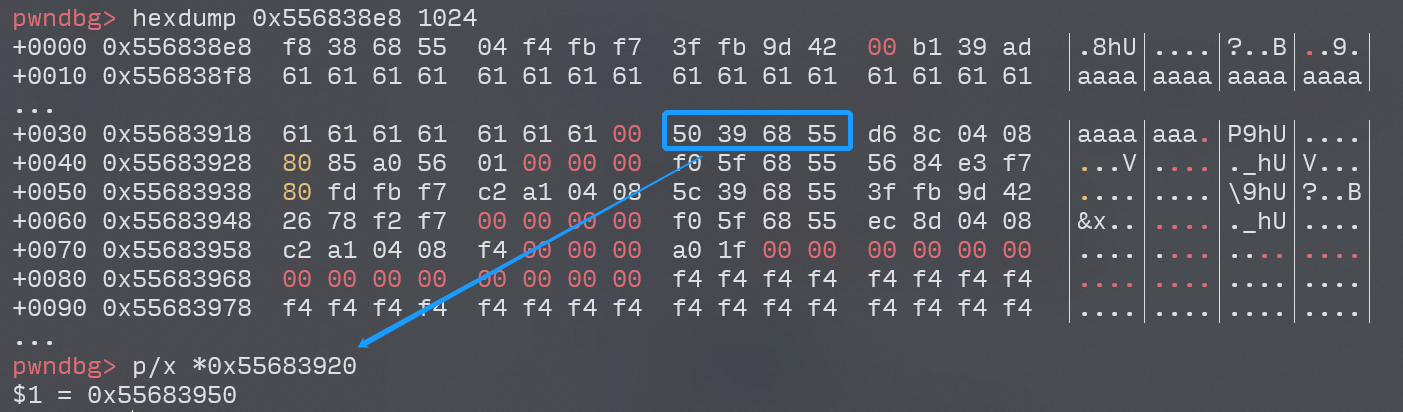 pwndbg> hexdump 0x556838e8 1024
+0000 0x556838e8  f8 38 68 55  04 f4 fb f7  3f fb 9d 42  00 b1 39 ad  │.8hU│....│?..B│..9.│
+0010 0x556838f8  61 61 61 61  61 61 61 61  61 61 61 61  61 61 61 61  │aaaa│aaaa│aaaa│aaaa│
...
+0030 0x55683918  61 61 61 61  61 61 61 00  50 39 68 55  d6 8c 04 08  │aaaa│aaa.│P9hU│....│
+0040 0x55683928  80 85 a0 56  01 00 00 00  f0 5f 68 55  56 84 e3 f7  │...V│....│._hU│V...│
+0050 0x55683938  80 fd fb f7  c2 a1 04 08  5c 39 68 55  3f fb 9d 42  │....│....│\9hU│?..B│
+0060 0x55683948  26 78 f2 f7  00 00 00 00  f0 5f 68 55  ec 8d 04 08  │&x..│....│._hU│....│
+0070 0x55683958  c2 a1 04 08  f4 00 00 00  a0 1f 00 00  00 00 00 00  │....│....│....│....│
+0080 0x55683968  00 00 00 00  00 00 00 00  f4 f4 f4 f4  f4 f4 f4 f4  │....│....│....│....│
+0090 0x55683978  f4 f4 f4 f4  f4 f4 f4 f4  f4 f4 f4 f4  f4 f4 f4 f4  │....│....│....│....│
...
pwndbg> p/x *0x55683920
$1 = 0x55683950